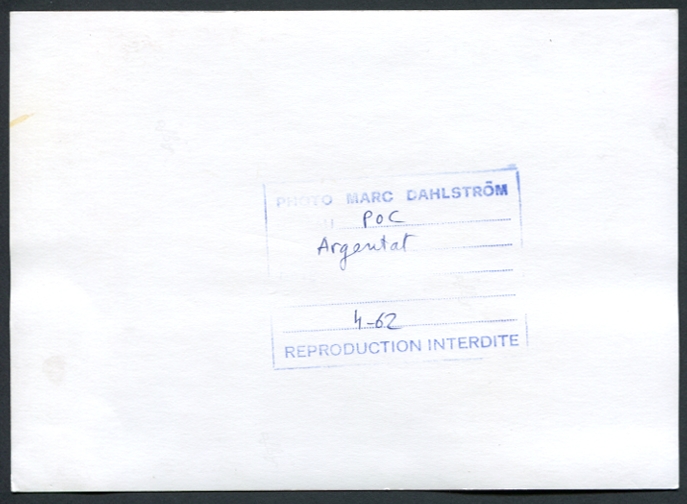 PHOTO MARC DAHLSTRÖM
POC
Argentat
4-62
REPRODUCTION INTERDITE